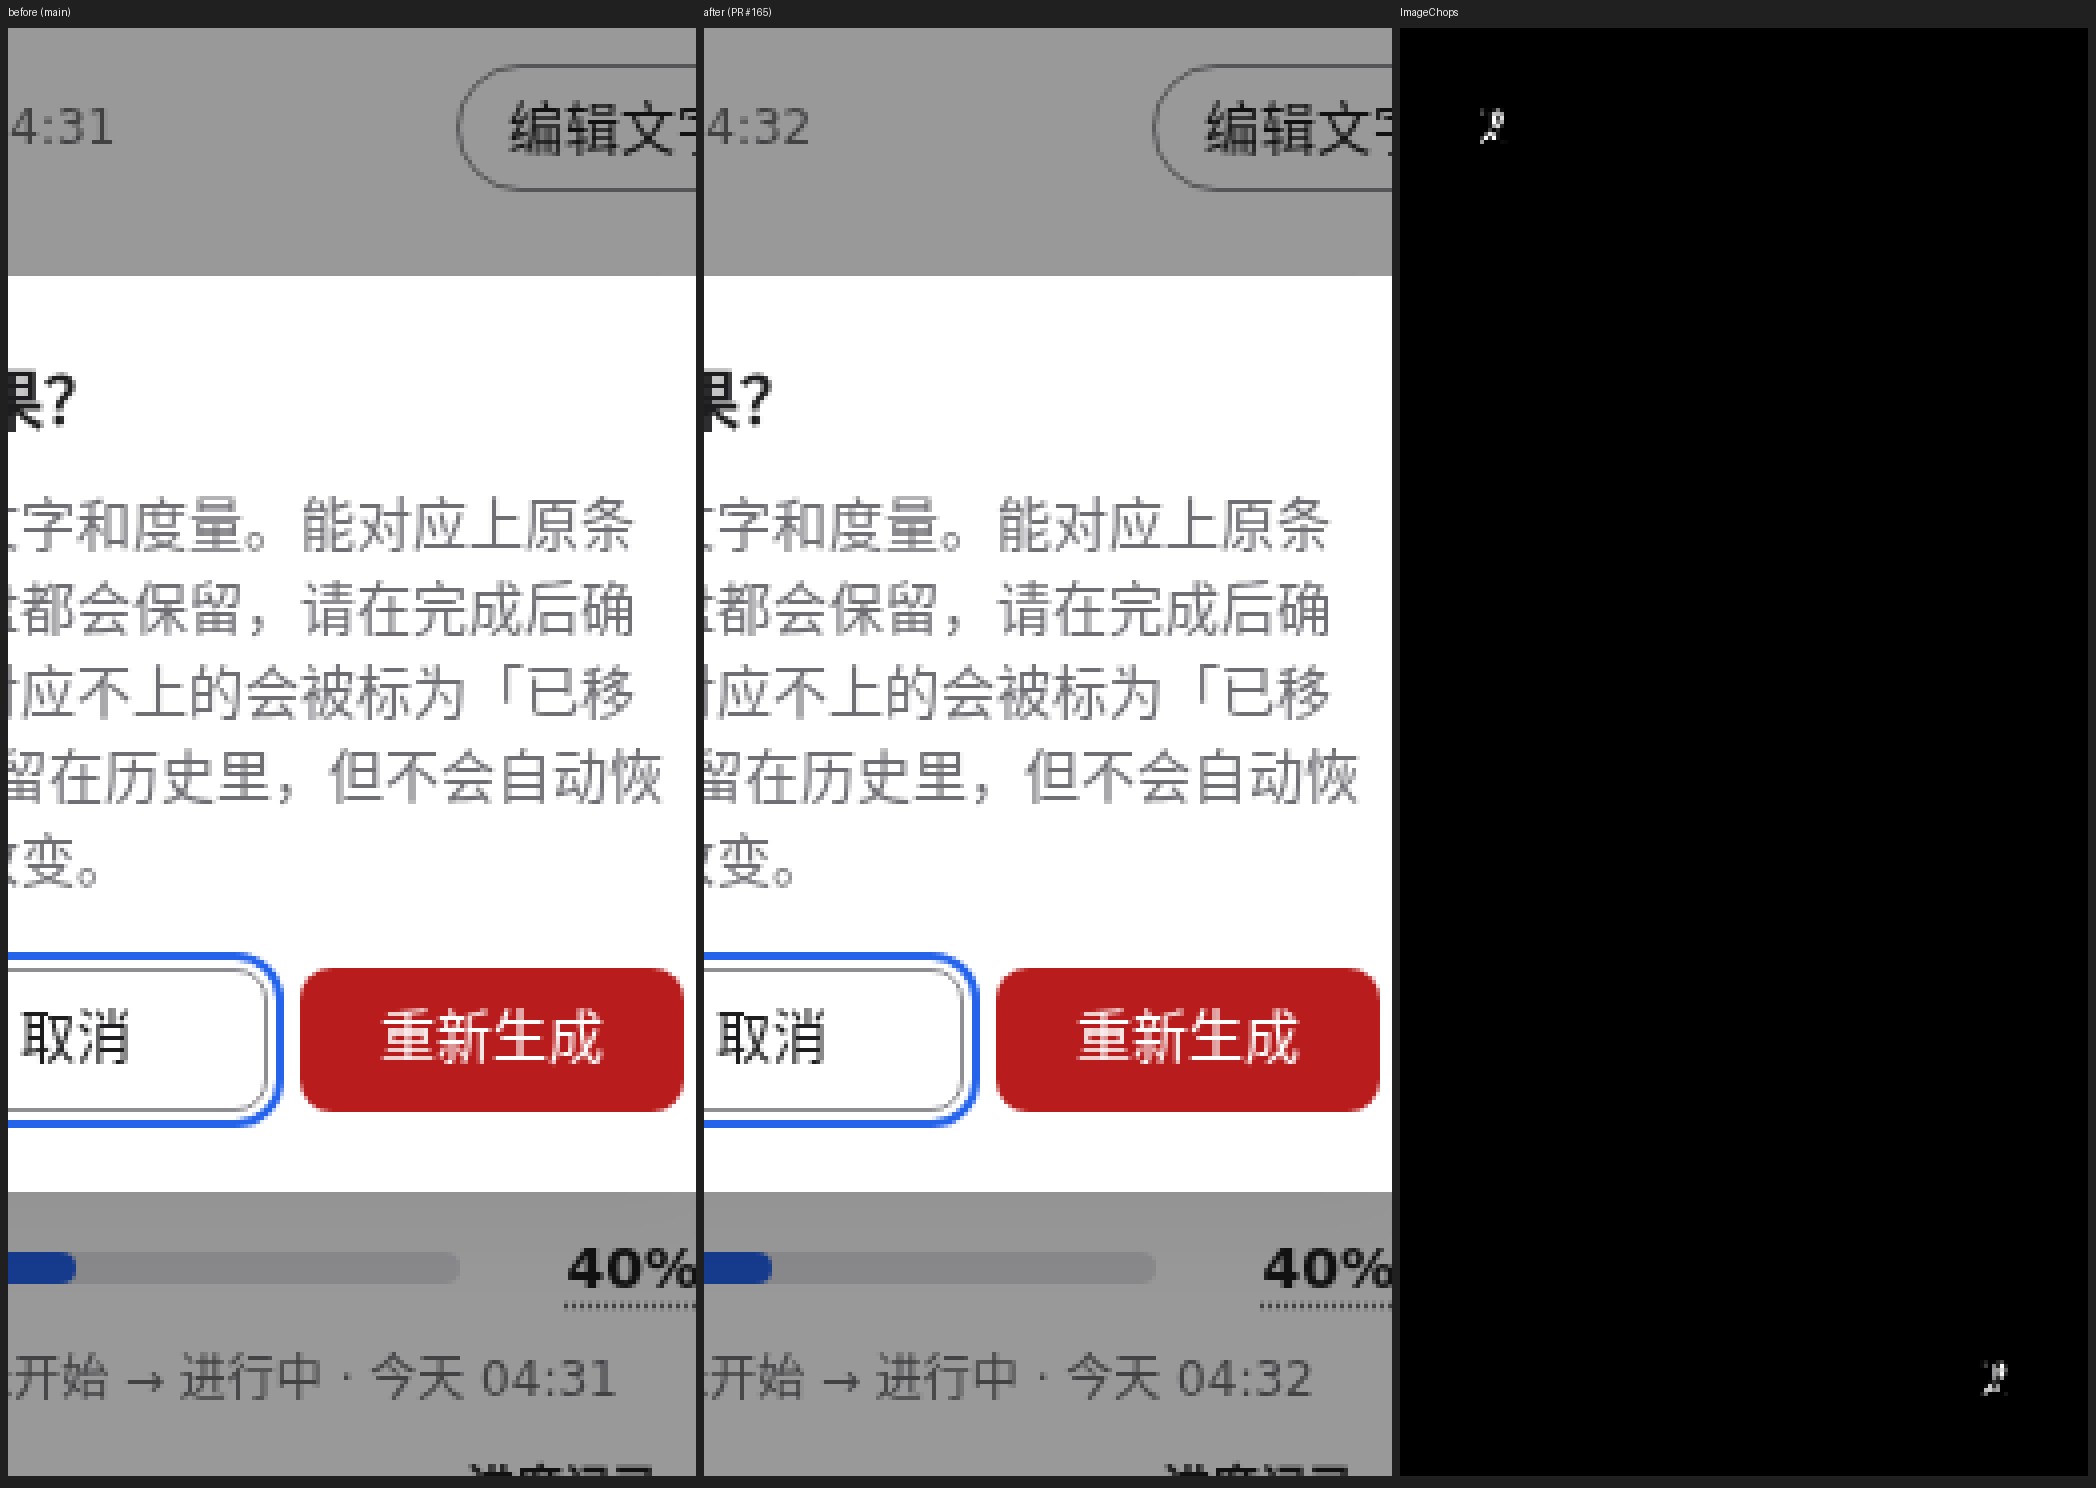 before (main)
4:31
编辑文
果？
字和度量。能对应上原条
都会保留，请在完成后确
应不上的会被标为「已移
留在历史里，但不会自动恢
变。
取消
重新生成
40%
开始 → 进行中 · 今天 04:31
after (PR #165)
4:32
编辑文
果？
字和度量。能对应上原条
都会保留，请在完成后确
应不上的会被标为「已移
留在历史里，但不会自动恢
变。
取消
重新生成
40%
开始 → 进行中 · 今天 04:32
ImageChops